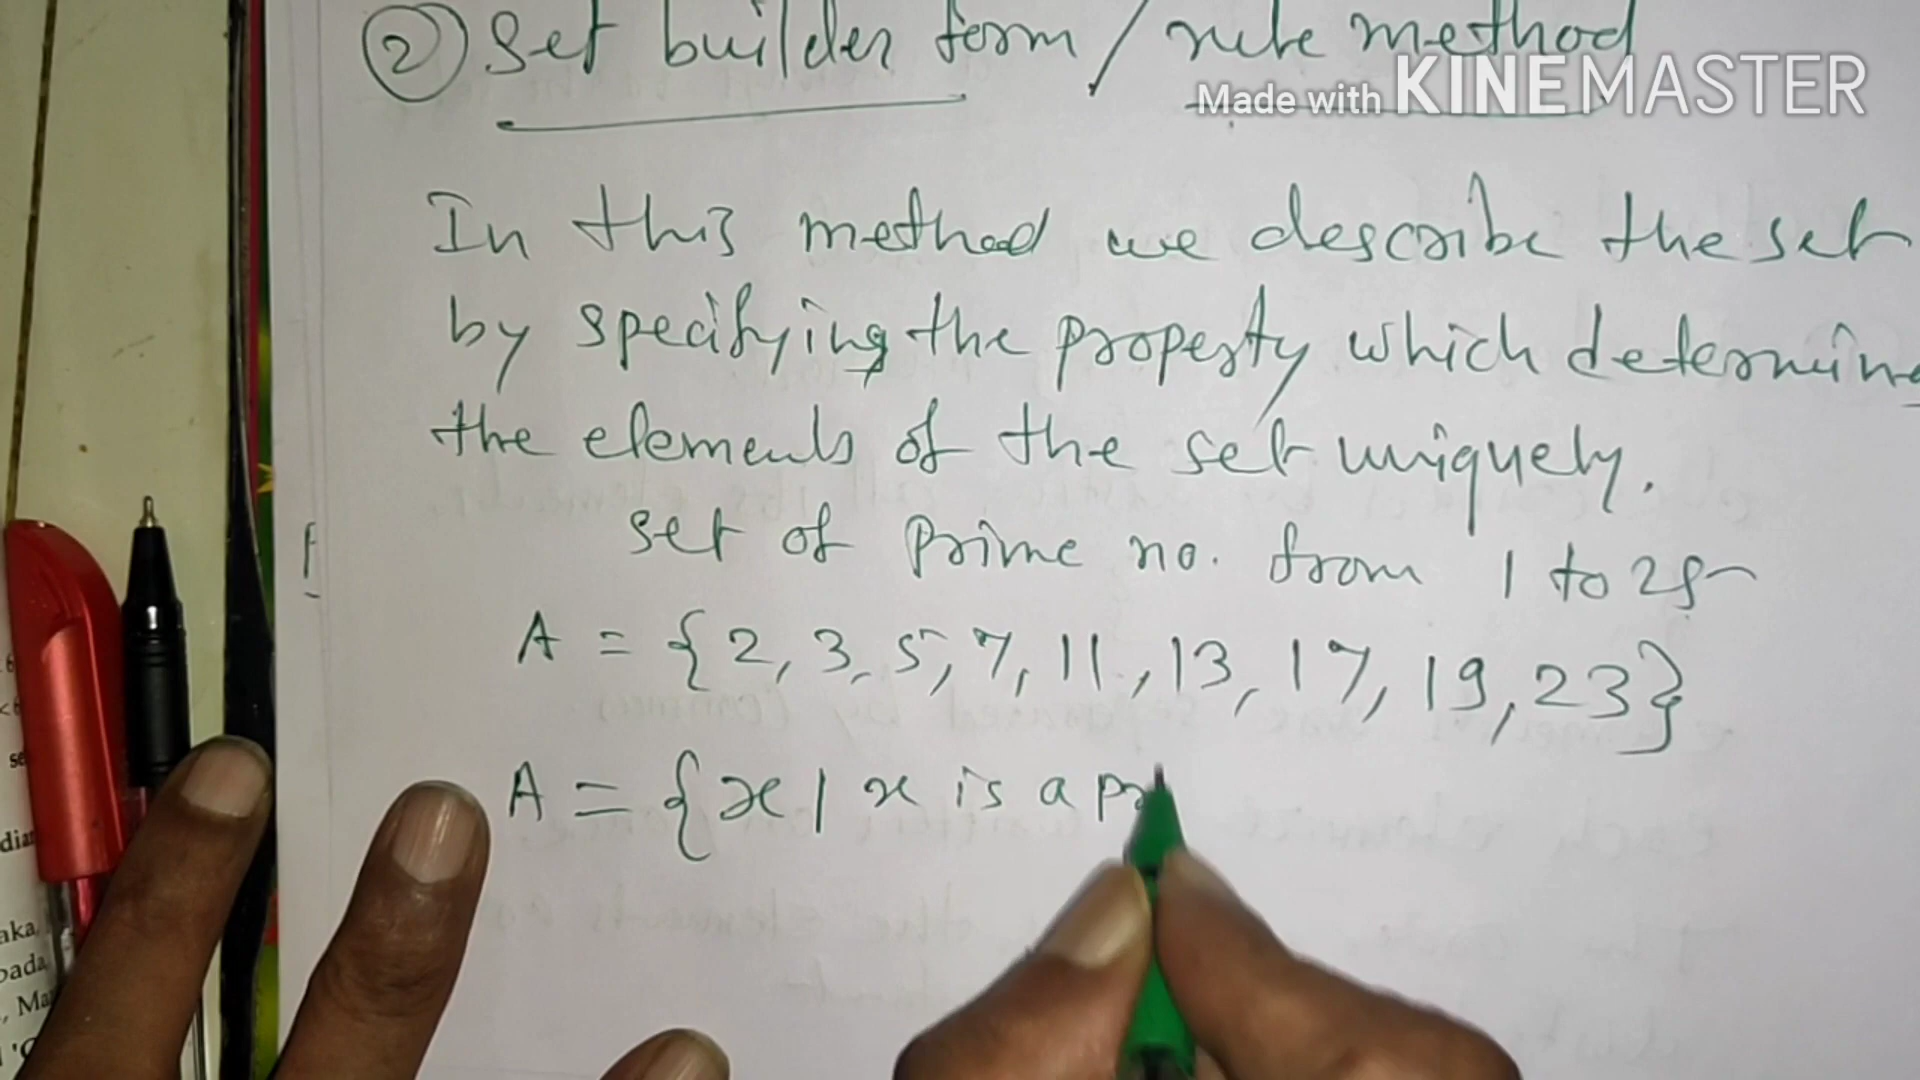 ② Set builder form / rule method
Made with KINEMASTER
In this method we describe the set
by specifying the property which determine
the elements of the set uniquely.
set of prime no. from 1 to 25
A = {2, 3, 5, 7, 11, 13, 17, 19, 23}
A = {x | x is a pr